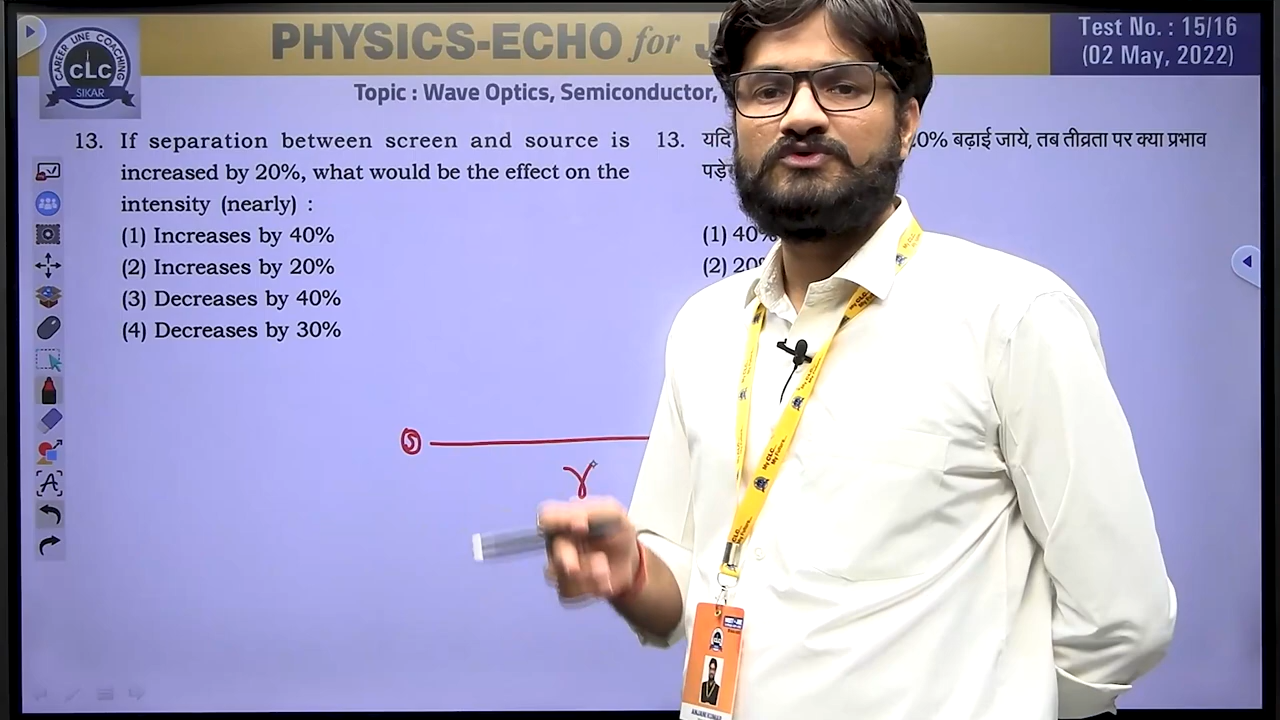 PHYSICS-ECHO for
Test No. : 15/16
(02 May, 2022)
CAREER LINE COACHING
CLC
SIKAR
Topic : Wave Optics, Semiconductor,
13. If separation between screen and source is
increased by 20%, what would be the effect on the
intensity (nearly) :
(1) Increases by 40%
(2) Increases by 20%
(3) Decreases by 40%
(4) Decreases by 30%
13. यदि
बढ़ाई जाये, तब तीव्रता पर क्या प्रभाव
(1) 40%
(2)
S
r
CLC
ANJANI KUMAR